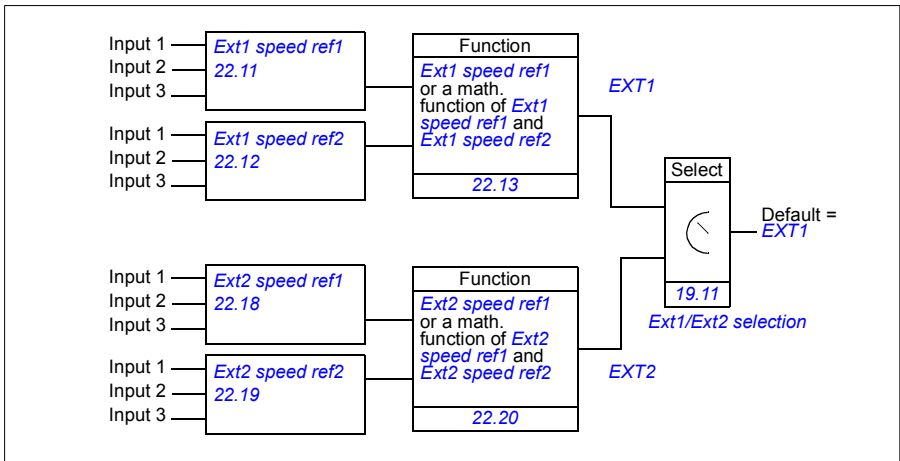 Input 1
Input 2
Input 3
Ext1 speed ref1
22.11
Input 1
Input 2
Input 3
Ext1 speed ref2
22.12
Function
Ext1 speed ref1
or a math.
function of Ext1
speed ref1 and
Ext1 speed ref2
22.13
EXT1
Select
19.11
Ext1/Ext2 selection
Default =
EXT1
Input 1
Input 2
Input 3
Ext2 speed ref1
22.18
Input 1
Input 2
Input 3
Ext2 speed ref2
22.19
Function
Ext2 speed ref1
or a math.
function of Ext2
speed ref1 and
Ext2 speed ref2
22.20
EXT2